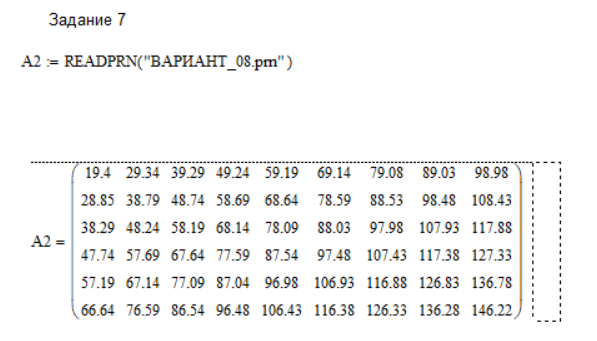 Задание 7
A2 := READPRN("ВАРИАНТ_08.prn")
19.4 29.34 39.29 49.24 59.19 69.14 79.08 89.03 98.98
28.85 38.79 48.74 58.69 68.64 78.59 88.53 98.48 108.43
38.29 48.24 58.19 68.14 78.09 88.03 97.98 107.93 117.88
A2 =
47.74 57.69 67.64 77.59 87.54 97.48 107.43 117.38 127.33
57.19 67.14 77.09 87.04 96.98 106.93 116.88 126.83 136.78
66.64 76.59 86.54 96.48 106.43 116.38 126.33 136.28 146.22